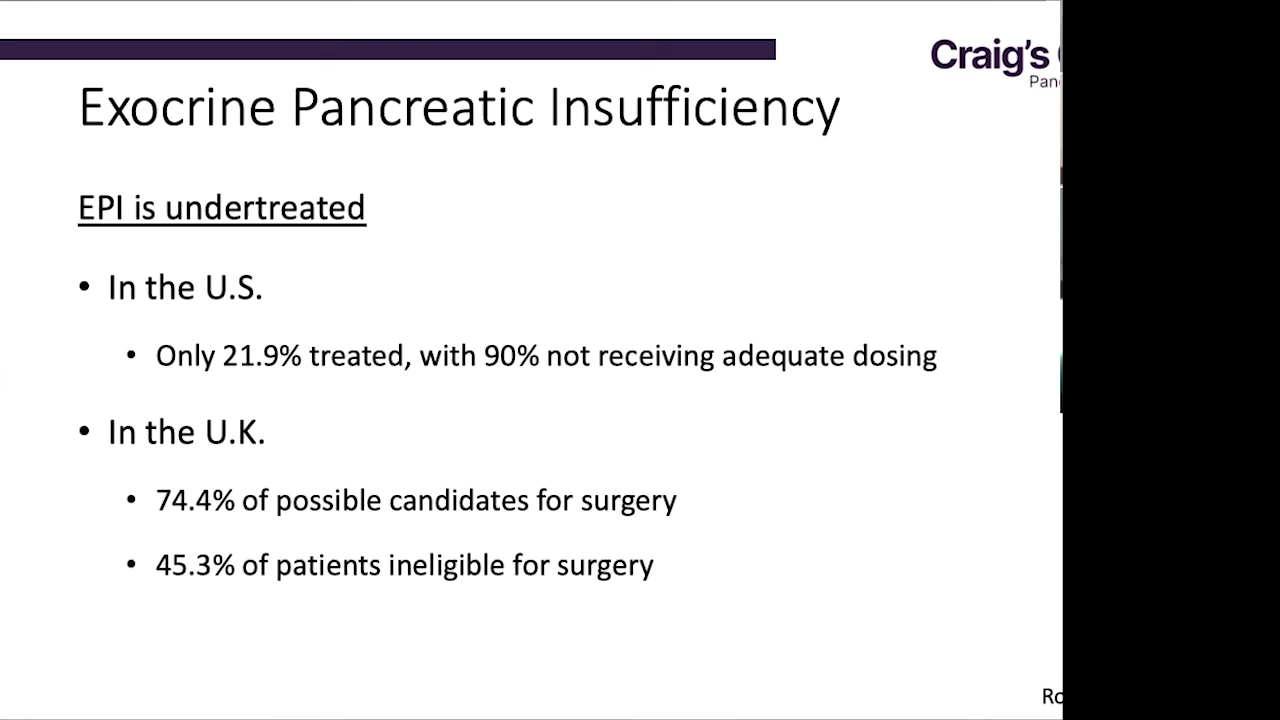 Craig's
Exocrine Pancreatic Insufficiency
EPI is undertreated
• In the U.S.
• Only 21.9% treated, with 90% not receiving adequate dosing
• In the U.K.
• 74.4% of possible candidates for surgery
• 45.3% of patients ineligible for surgery